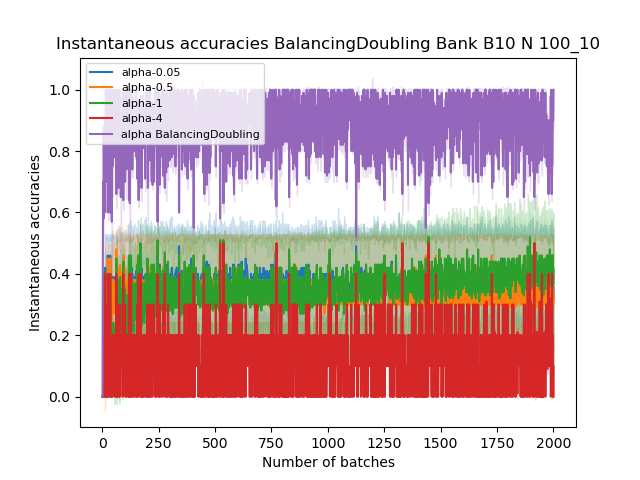 Instantaneous accuracies BalancingDoubling Bank B10 N 100_10
alpha-0.05
alpha-0.5
alpha-1
alpha-4
alpha BalancingDoubling
1.0
0.8
0.6
0.4
0.2
0.0
Instantaneous accuracies
0 250 500 750 1000 1250 1500 1750 2000
Number of batches